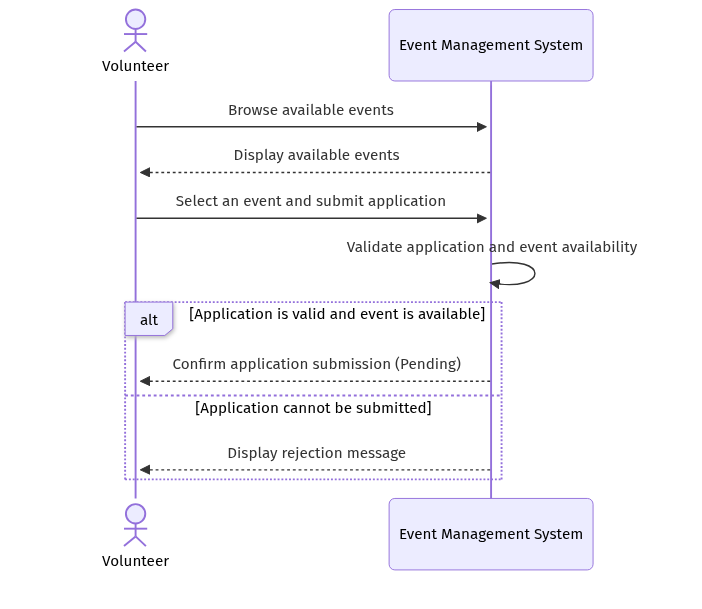 Volunteer
Event Management System
Browse available events
Display available events
Select an event and submit application
Validate application and event availability
alt
[Application is valid and event is available]
Confirm application submission (Pending)
[Application cannot be submitted]
Display rejection message
Volunteer
Event Management System